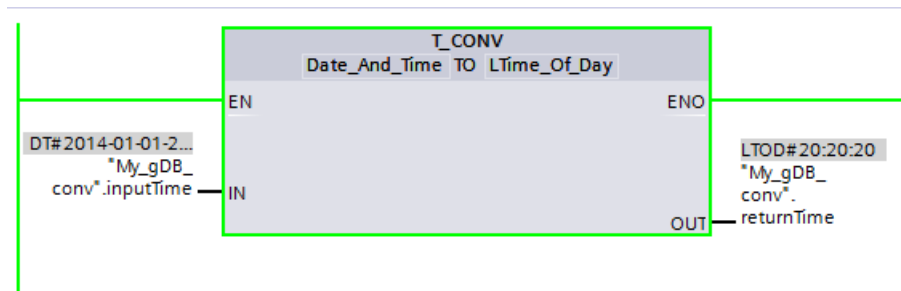 T_CONV
Date_And_Time TO LTime_Of_Day
EN
ENO
DT#2014-01-01-2...
"My_gDB_
conv".inputTime
IN
LTOD#20:20:20
"My_gDB_
conv".
returnTime
OUT